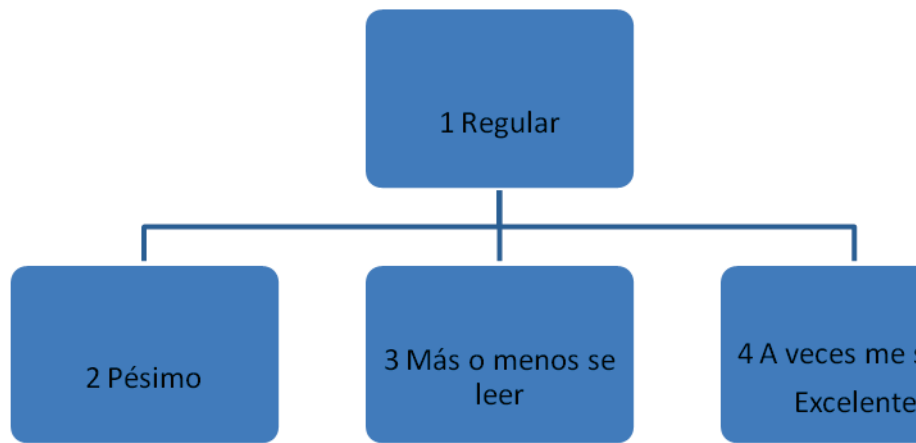 1 Regular
2 Pésimo
3 Más o menos se
leer
4 A veces me
Excelente